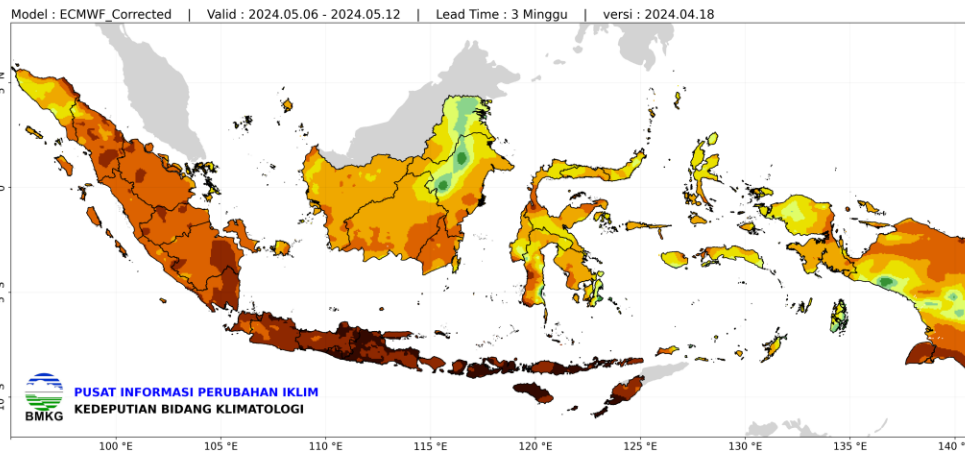 Model : ECMWF_Corrected | Valid : 2024.05.06 - 2024.05.12 | Lead Time : 3 Minggu | versi : 2024.04.18
PUSAT INFORMASI PERUBAHAN IKLIM
KEDEPUTIAN BIDANG KLIMATOLOGI
BMKG
100 °E 105 °E 110 °E 115 °E 120 °E 125 °E 130 °E 135 °E 140 °